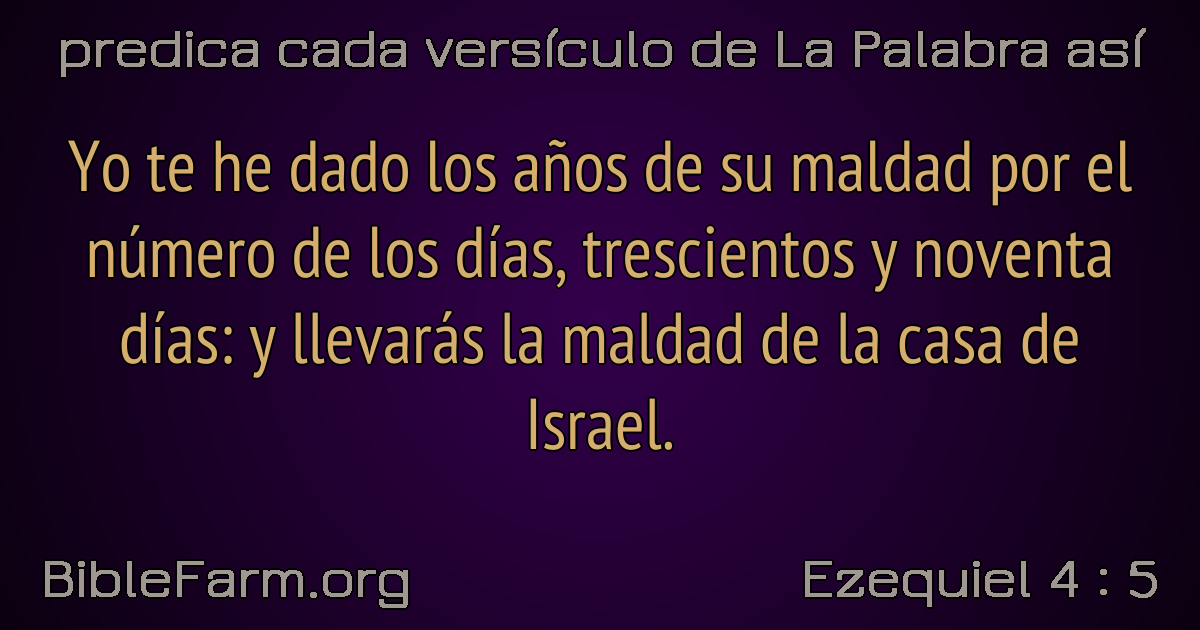 predica cada versículo de La Palabra así
Yo te he dado los años de su maldad por el
número de los días, trescientos y noventa
días: y llevarás la maldad de la casa de
Israel.
BibleFarm.org
Ezequiel 4 : 5